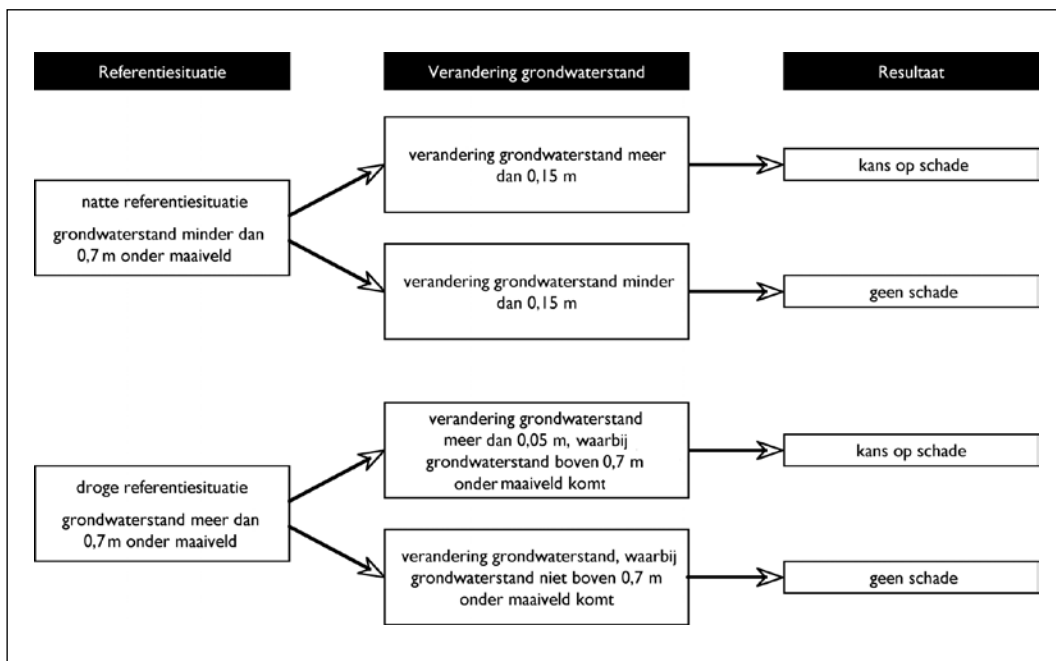 Referentiesituatie
Verandering grondwaterstand
Resultaat
natte referentiesituatie
grondwaterstand minder dan
0,7 m onder maaiveld
verandering grondwaterstand meer
dan 0,15 m
kans op schade
verandering grondwaterstand minder
dan 0,15 m
geen schade
droge referentiesituatie
grondwaterstand meer dan
0,7 m onder maaiveld
verandering grondwaterstand
meer dan 0,05 m, waarbij
grondwaterstand boven 0,7 m
onder maaiveld komt
kans op schade
verandering grondwaterstand, waarbij
grondwaterstand niet boven 0,7 m
onder maaiveld komt
geen schade